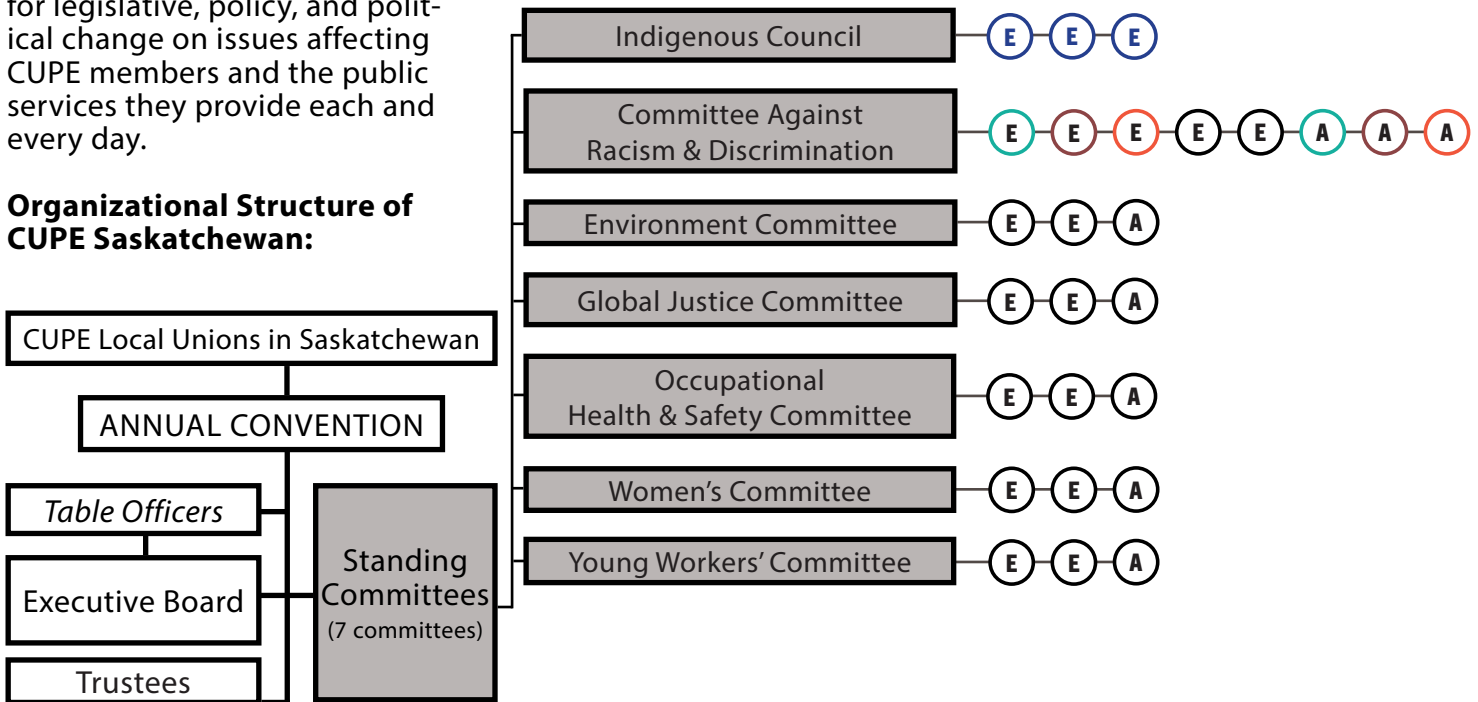 for legislative, policy, and polit-
ical change on issues affecting
CUPE members and the public
services they provide each and
every day.
Organizational Structure of
CUPE Saskatchewan:
CUPE Local Unions in Saskatchewan
ANNUAL CONVENTION
Table Officers
Executive Board
Trustees
Standing
Committees
(7 committees)
Indigenous Council
E E E
Committee Against
Racism & Discrimination
E E E E E A A A
Environment Committee
E E A
Global Justice Committee
E E A
Occupational
Health & Safety Committee
E E A
Women's Committee
E E A
Young Workers' Committee
E E A